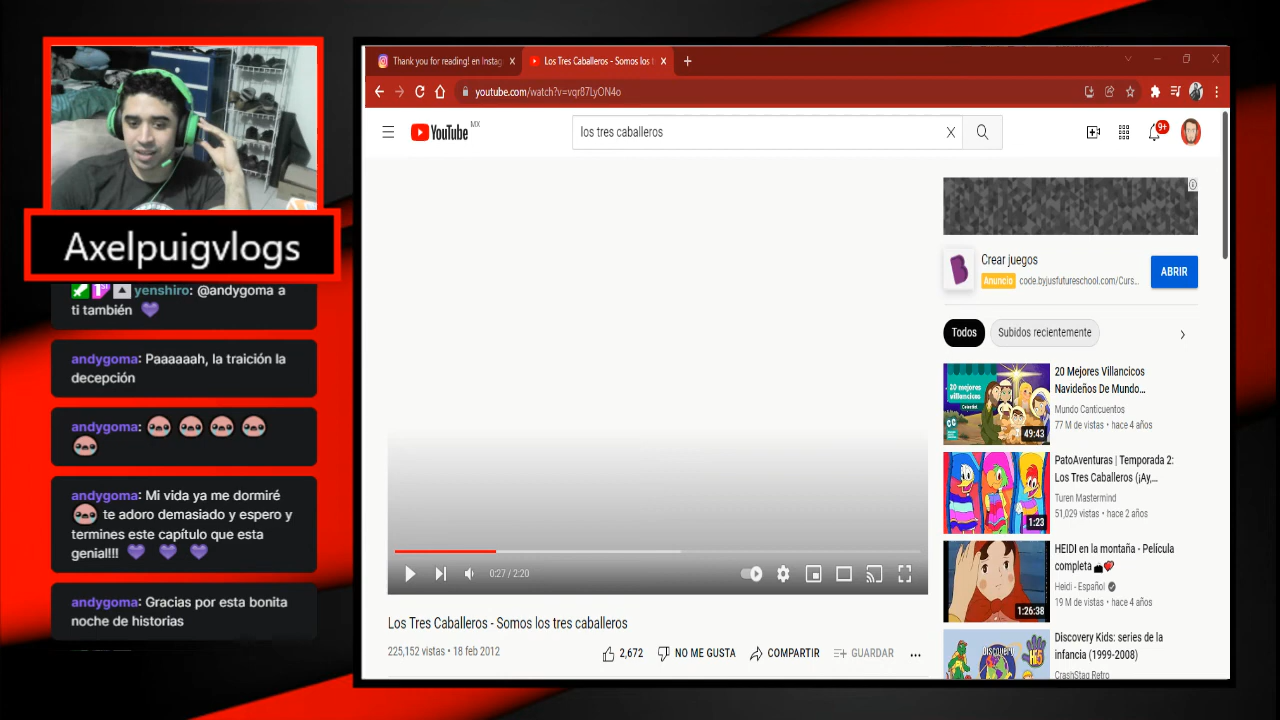 Axelpuigvlogs
yenshiro: @andygoma a
ti también
andygoma: Paaaaaah, la traición la
decepción
andygoma:
andygoma: Mi vida ya me dormiré
te adoro demasiado y espero y
termines este capítulo que esta
genial!!!
andygoma: Gracias por esta bonita
noche de historias
Thank you for reading! en Instag
Los Tres Caballeros - Somos los t
youtube.com/watch?v=vqr87LyON4o
YouTube MX
los tres caballeros
9+
0:27 / 2:20
Los Tres Caballeros - Somos los tres caballeros
225,152 vistas • 18 feb 2012
2,672
NO ME GUSTA
COMPARTIR
GUARDAR
Crear juegos
Anuncio code.byjusfutureschool.com/Curs...
ABRIR
Todos
Subidos recientemente
20 mejores
villancicos
49:43
20 Mejores Villancicos
Navideños De Mundo...
Mundo Canticuentos
77 M de vistas • hace 4 años
1:23
PatoAventuras | Temporada 2:
Los Tres Caballeros (¡Ay,...
Turen Mastermind
51,029 vistas • hace 2 años
1:26:38
HEIDI en la montaña - Película
completa
Heidi - Español
19 M de vistas • hace 4 años
Discovery Kids: series de la
infancia (1999-2008)
CrashStag Retro